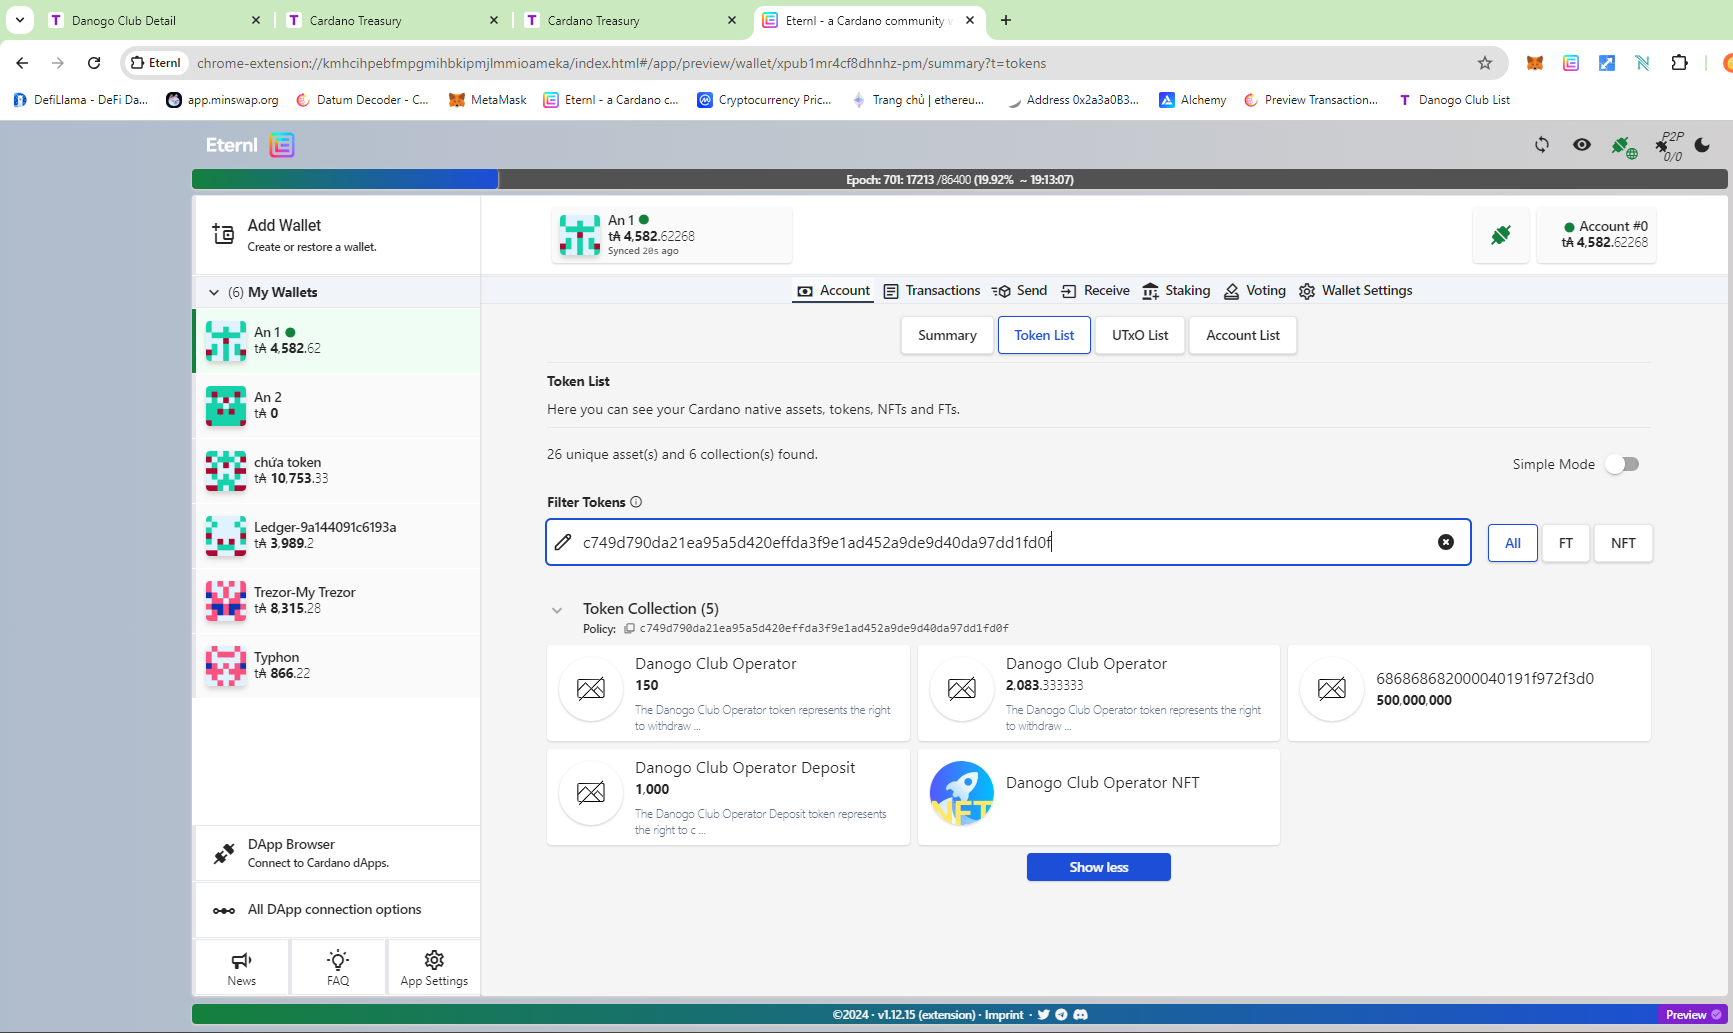 Danogo Club Detail
Cardano Treasury
Cardano Treasury
Eternl - a Cardano community w
Eternl
chrome-extension://kmhcihpebfmpgmihbkipmjlmmioameka/index.html#/app/preview/wallet/xpub1mr4cf8dhnhz-pm/summary?t=tokens
DefiLlama - DeFi Da...
app.minswap.org
Datum Decoder - C...
MetaMask
Eternl - a Cardano c...
Cryptocurrency Pric...
Trang chủ | ethereu...
Address 0x2a3a0B3...
Alchemy
Preview Transaction...
Danogo Club List
Eternl
P2P
0/0
Epoch: 701: 17213 /86400 (19.92% ~ 19:13:07)
Add Wallet
Create or restore a wallet.
An 1
t₳ 4,582.62268
Synced 20s ago
Account #0
t₳ 4,582.62268
(6) My Wallets
Account
Transactions
Send
Receive
Staking
Voting
Wallet Settings
An 1
t₳ 4,582.62
An 2
t₳ 0
chứa token
t₳ 10,753.33
Ledger-9a144091c6193a
t₳ 3,989.2
Trezor-My Trezor
t₳ 8,315.28
Typhon
t₳ 866.22
Summary
Token List
UTxO List
Account List
Token List
Here you can see your Cardano native assets, tokens, NFTs and FTs.
26 unique asset(s) and 6 collection(s) found.
Simple Mode
Filter Tokens
c749d790da21ea95a5d420effda3f9e1ad452a9de9d40da97dd1fd0f
All
FT
NFT
Token Collection (5)
Policy: c749d790da21ea95a5d420effda3f9e1ad452a9de9d40da97dd1fd0f
Danogo Club Operator
150
The Danogo Club Operator token represents the right
to withdraw ...
Danogo Club Operator
2,083.333333
The Danogo Club Operator token represents the right
to withdraw ...
686868682000040191f972f3d0
500,000,000
Danogo Club Operator Deposit
1,000
The Danogo Club Operator Deposit token represents
the right to c ...
NFT
Danogo Club Operator NFT
Show less
DApp Browser
Connect to Cardano dApps.
All DApp connection options
News
FAQ
App Settings
©2024 · v1.12.15 (extension) · Imprint ·
Preview